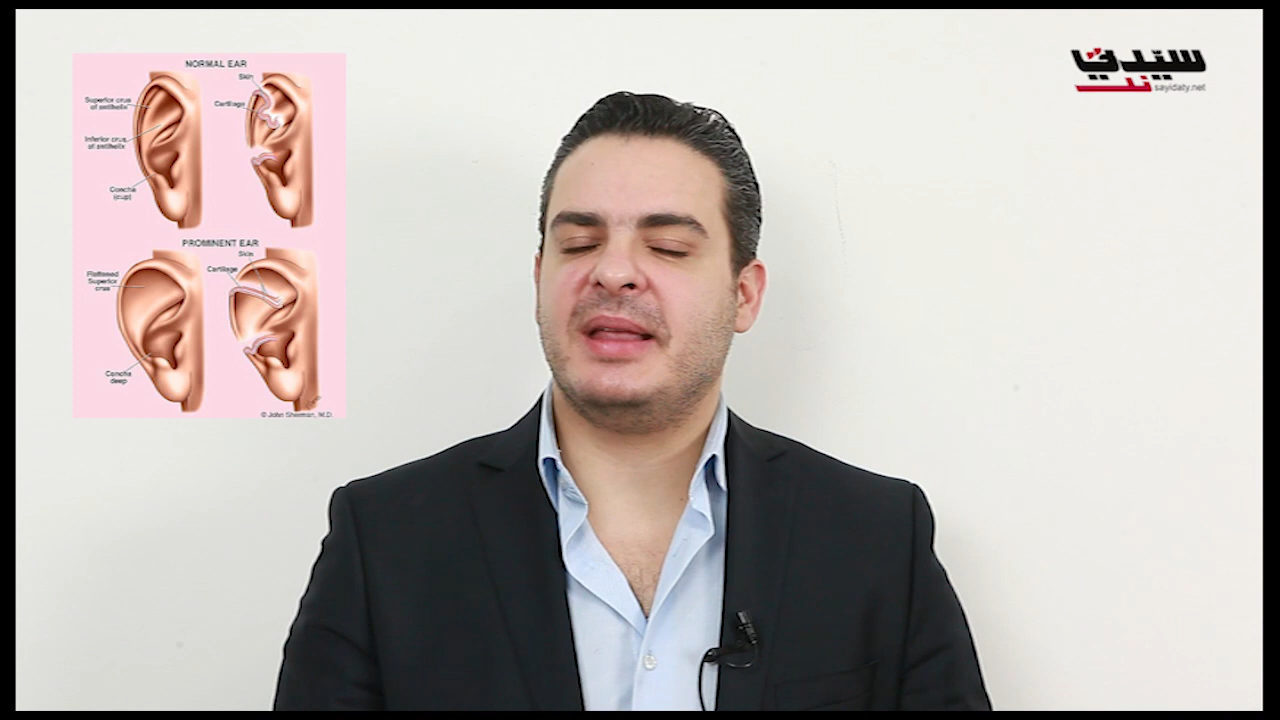 NORMAL EAR
Skin
Superior crus
of antihelix
Cartilage
Inferior crus
of antihelix
Concha
(cup)
PROMINENT EAR
Skin
Cartilage
Flattened
Superior
crus
Concha
deep
© John Sherman, M.D.
سيدتي
نت
sayidaty.net